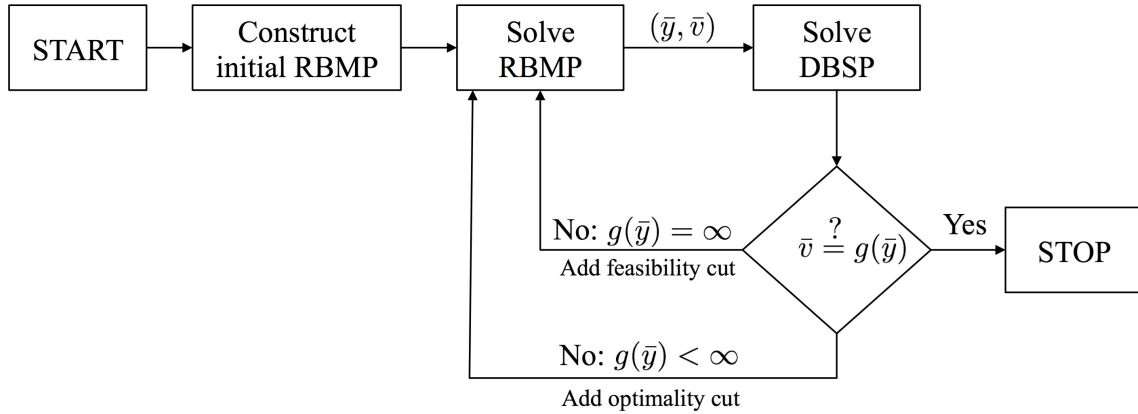 START
Construct
initial RBMP
Solve
RBMP
(ȳ, v̄)
Solve
DBSP
No: g(ȳ) = ∞
Add feasibility cut
?
v̄ = g(ȳ)
Yes
STOP
No: g(ȳ) < ∞
Add optimality cut